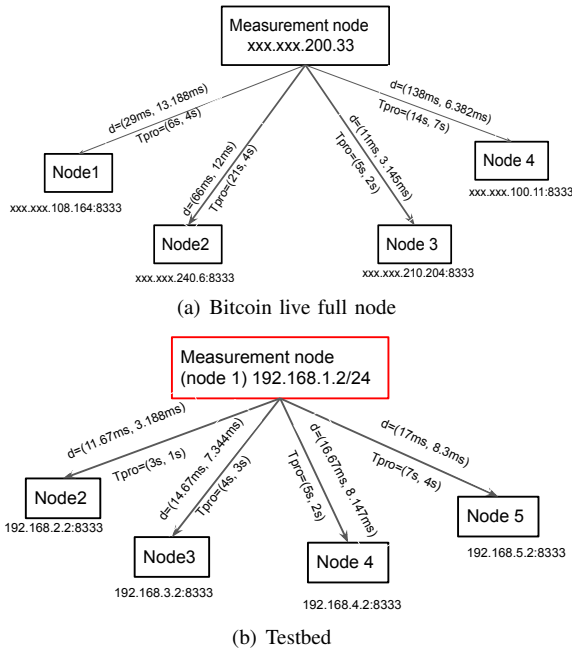 Measurement node
xxx.xxx.200.33
d=(29ms, 13.188ms)
Tpro=(6s, 4s)
d=(66ms, 12ms)
Tpro=(21s, 4s)
d=(11ms, 3.145ms)
Tpro=(5s, 2s)
d=(138ms, 6.382ms)
Tpro=(14s, 7s)
Node1
xxx.xxx.108.164:8333
Node2
xxx.xxx.240.6:8333
Node 3
xxx.xxx.210.204:8333
Node 4
xxx.xxx.100.11:8333
(a) Bitcoin live full node
Measurement node
(node 1) 192.168.1.2/24
d=(11.67ms, 3.188ms)
Tpro=(3s, 1s)
d=(14.67ms, 7.344ms)
Tpro=(4s, 3s)
d=(16.67ms, 8.147ms)
Tpro=(5s, 2s)
d=(17ms, 8.3ms)
Tpro=(7s, 4s)
Node2
192.168.2.2:8333
Node3
192.168.3.2:8333
Node 4
192.168.4.2:8333
Node 5
192.168.5.2:8333
(b) Testbed